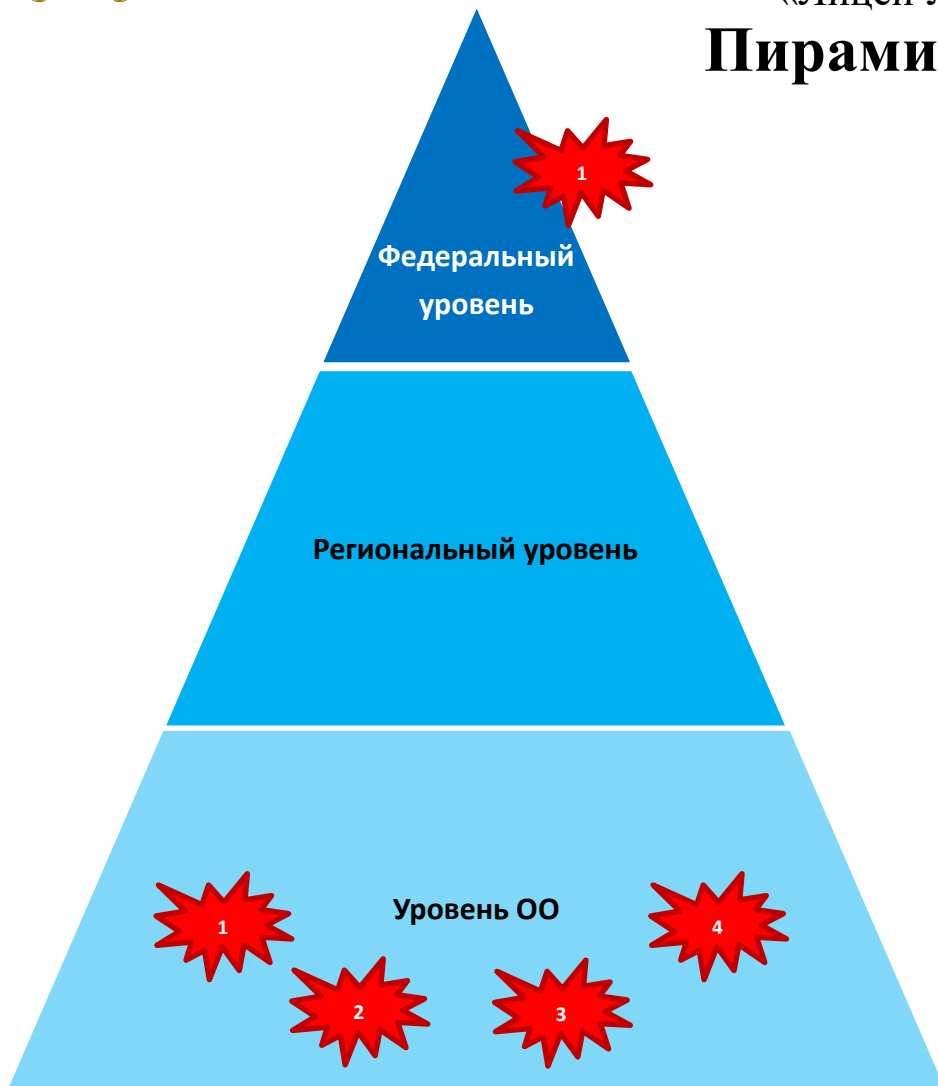 Пирами
1
Федеральный
уровень
Региональный уровень
Уровень ОО
1
4
2
3